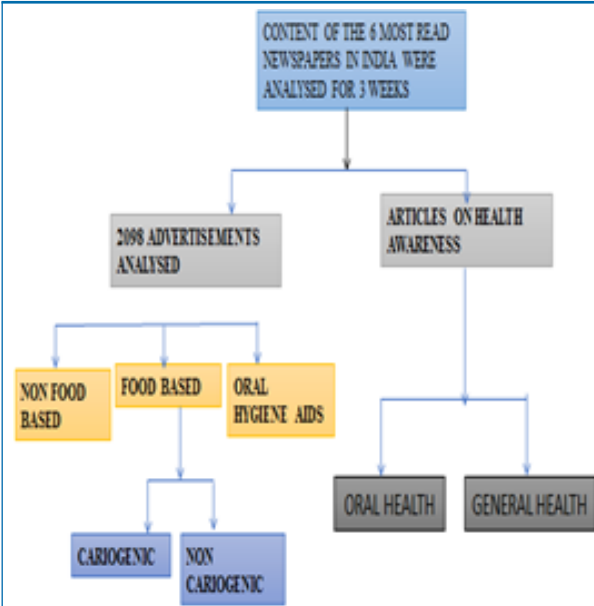 CONTENT OF THE 6 MOST READ
NEWSPAPERS IN INDIA WERE
ANALYSED FOR 3 WEEKS
2098 ADVERTISEMENTS
ANALYSED
ARTICLES ON HEALTH
AWARENESS
NON FOOD
BASED
FOOD BASED
ORAL
HYGIENE AIDS
ORAL HEALTH
GENERAL HEALTH
CARIOGENIC
NON
CARIOGENIC